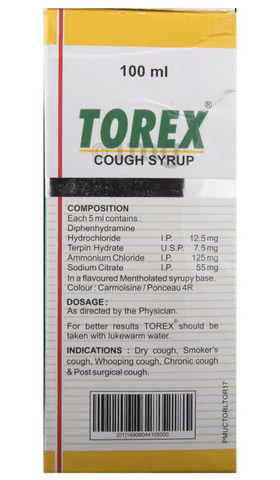 100 ml
TOREX®
COUGH SYRUP
COMPOSITION
Each 5 ml contains :
Diphenhydramine
Hydrochloride I.P. 12.5 mg
Terpin Hydrate U.S.P. 7.5 mg
Ammonium Chloride I.P. 125 mg
Sodium Citrate I.P. 55 mg
In a flavoured Mentholated syrupy base.
Colour : Carmoisine / Ponceau 4R
DOSAGE :
As directed by the Physician.
For better results TOREX® should be
taken with lukewarm water.
INDICATIONS : Dry cough, Smoker's
cough, Whooping cough, Chronic cough
& Post surgical cough.
(01)18906044105000
PMUCTORLTOR17